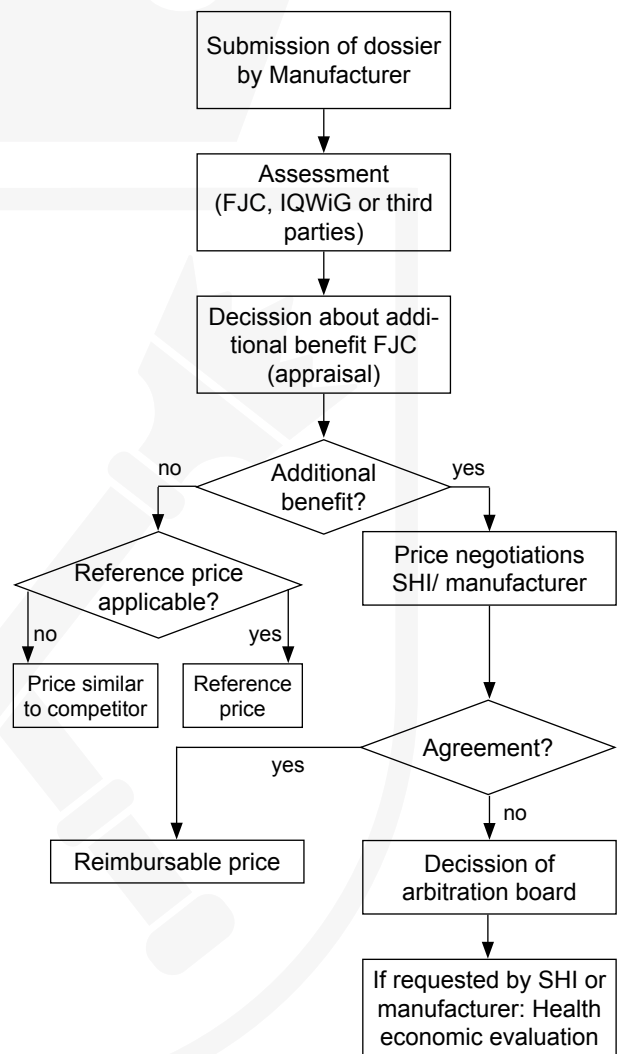 Submission of dossier
by Manufacturer
Assessment
(FJC, IQWiG or third
parties)
Decission about addi-
tional benefit FJC
(appraisal)
no
Additional
benefit?
yes
Reference price
applicable?
Price negotiations
SHI/ manufacturer
no
yes
Price similar
to competitor
Reference
price
Agreement?
yes
no
Reimbursable price
Decission of
arbitration board
If requested by SHI or
manufacturer: Health
economic evaluation